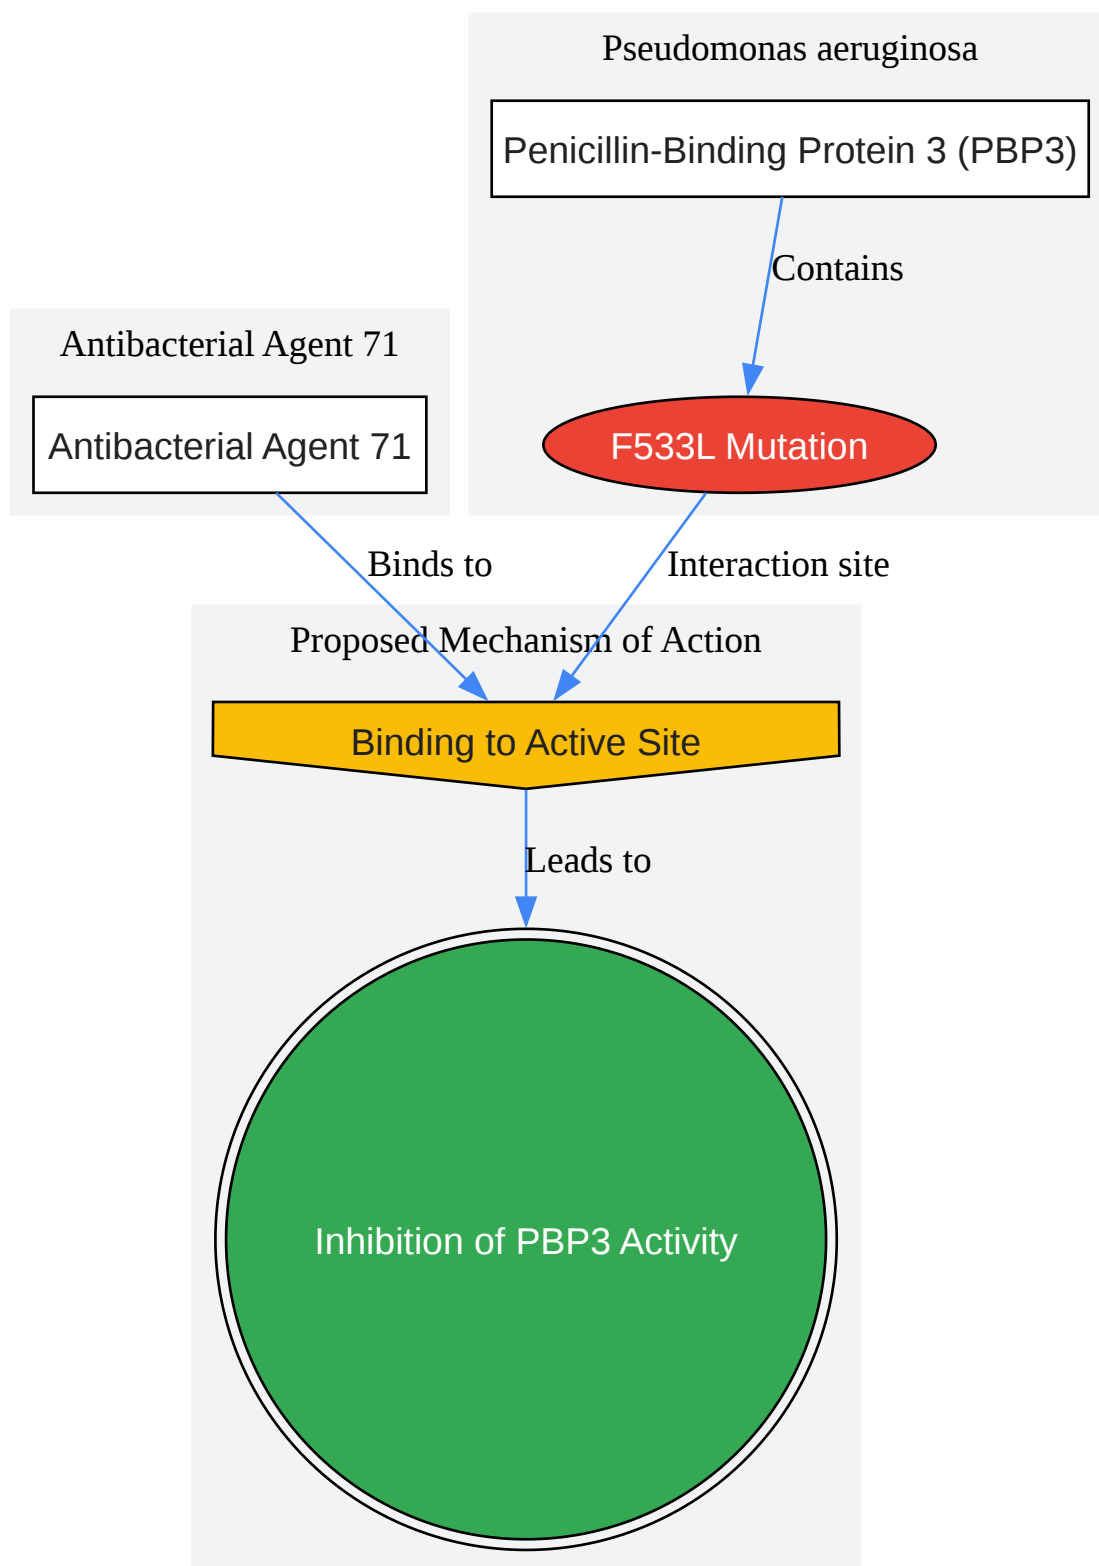 Pseudomonas aeruginosa
Penicillin-Binding Protein 3 (PBP3)
Contains
Antibacterial Agent 71
Antibacterial Agent 71
F533L Mutation
Binds to
Interaction site
Proposed Mechanism of Action
Binding to Active Site
Leads to
Inhibition of PBP3 Activity